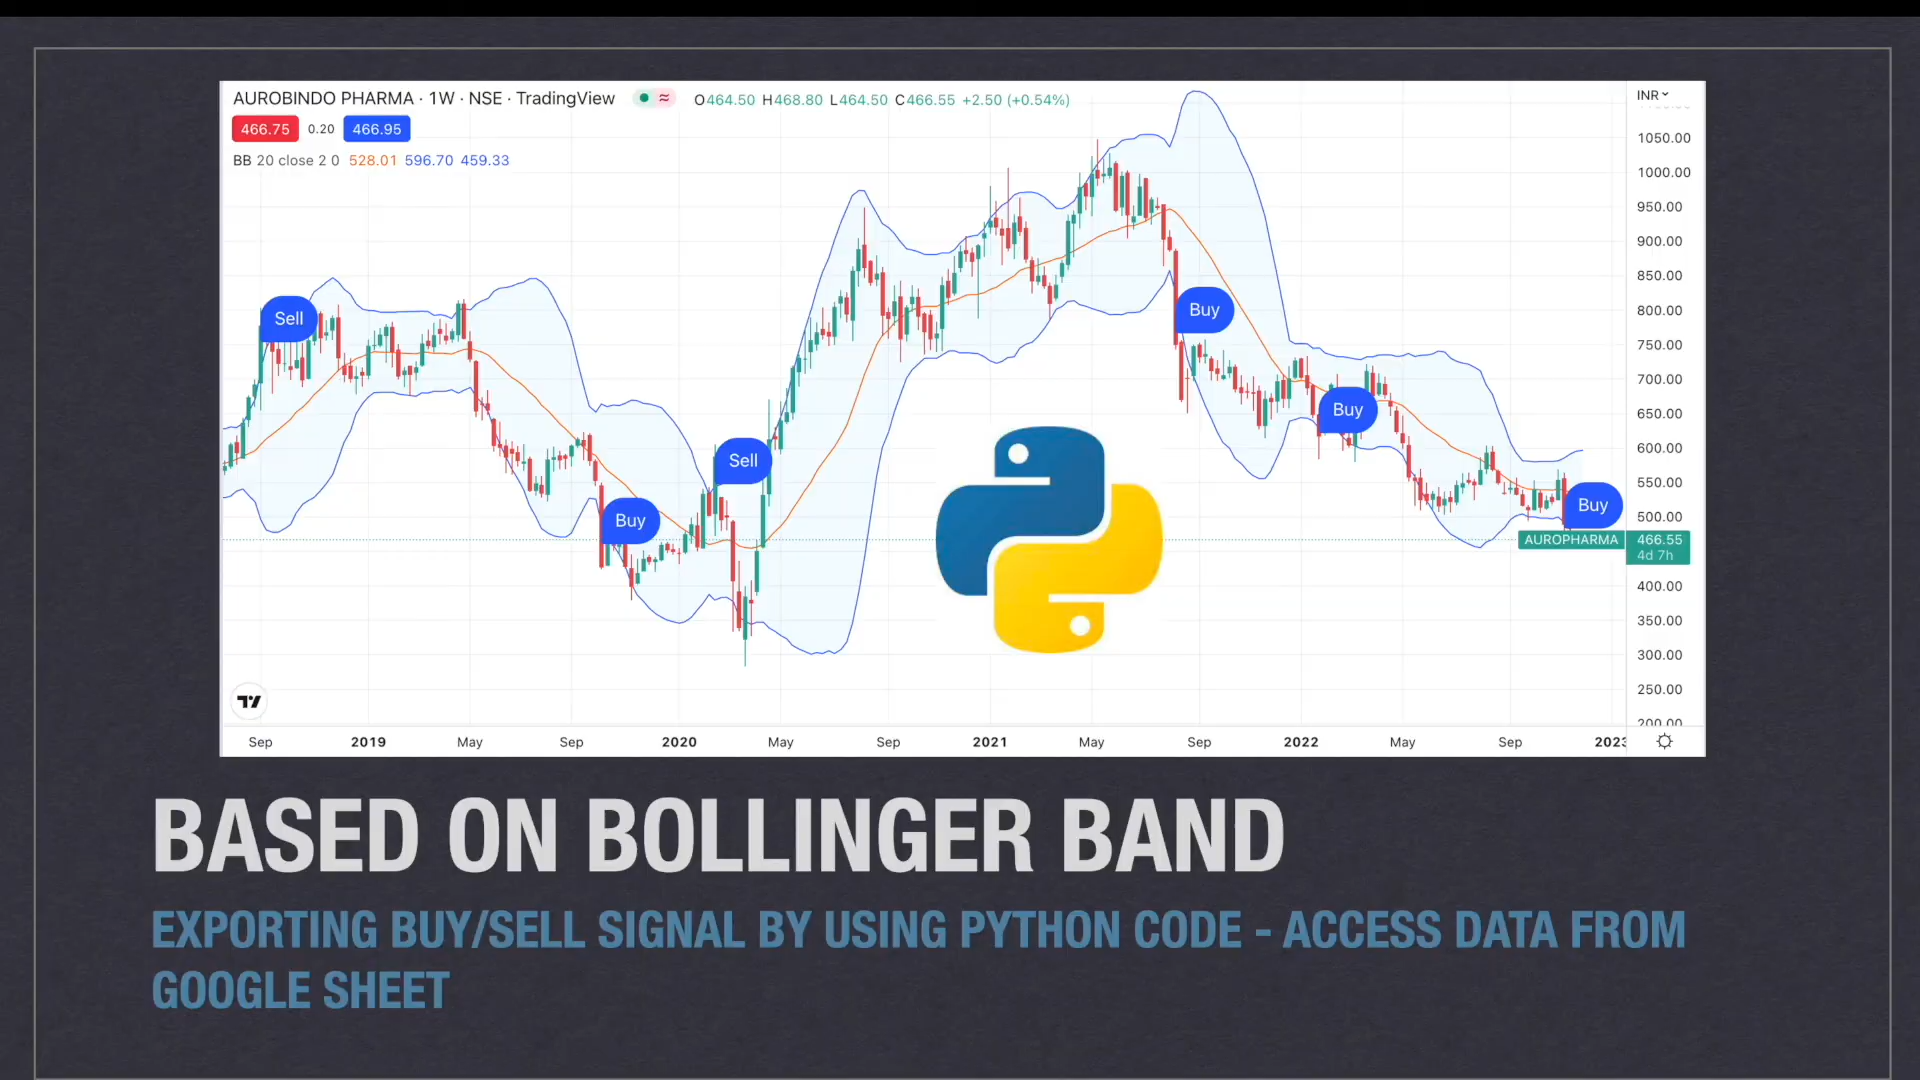 AUROBINDO PHARMA · 1W · NSE · TradingView
O464.50 H468.80 L464.50 C466.55 +2.50 (+0.54%)
INR
466.75 0.20 466.95
BB 20 close 2 0 528.01 596.70 459.33
1050.00
1000.00
950.00
900.00
850.00
800.00
750.00
700.00
650.00
600.00
550.00
500.00
400.00
350.00
300.00
250.00
200.00
Sell
Buy
Sell
Buy
Buy
Buy
AUROPHARMA 466.55
4d 7h
Sep 2019 May Sep 2020 May Sep 2021 May Sep 2022 May Sep 2023
BASED ON BOLLINGER BAND
EXPORTING BUY/SELL SIGNAL BY USING PYTHON CODE - ACCESS DATA FROM
GOOGLE SHEET